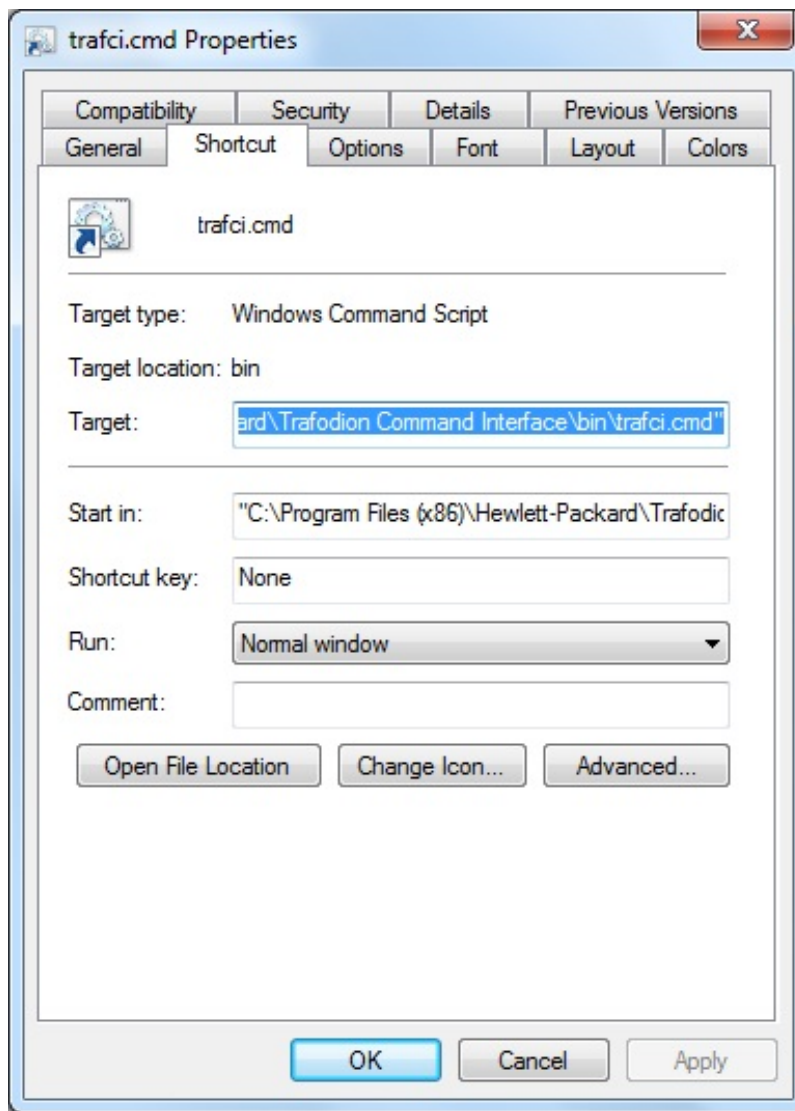 trafci.cmd Properties
Compatibility Security Details Previous Versions
General Shortcut Options Font Layout Colors
trafci.cmd
Target type: Windows Command Script
Target location: bin
Target: ard\Trafodion Command Interface\bin\trafci.cmd"
Start in: "C:\Program Files (x86)\Hewlett-Packard\Trafodic
Shortcut key: None
Run: Normal window
Comment:
Open File Location Change Icon... Advanced...
OK Cancel Apply